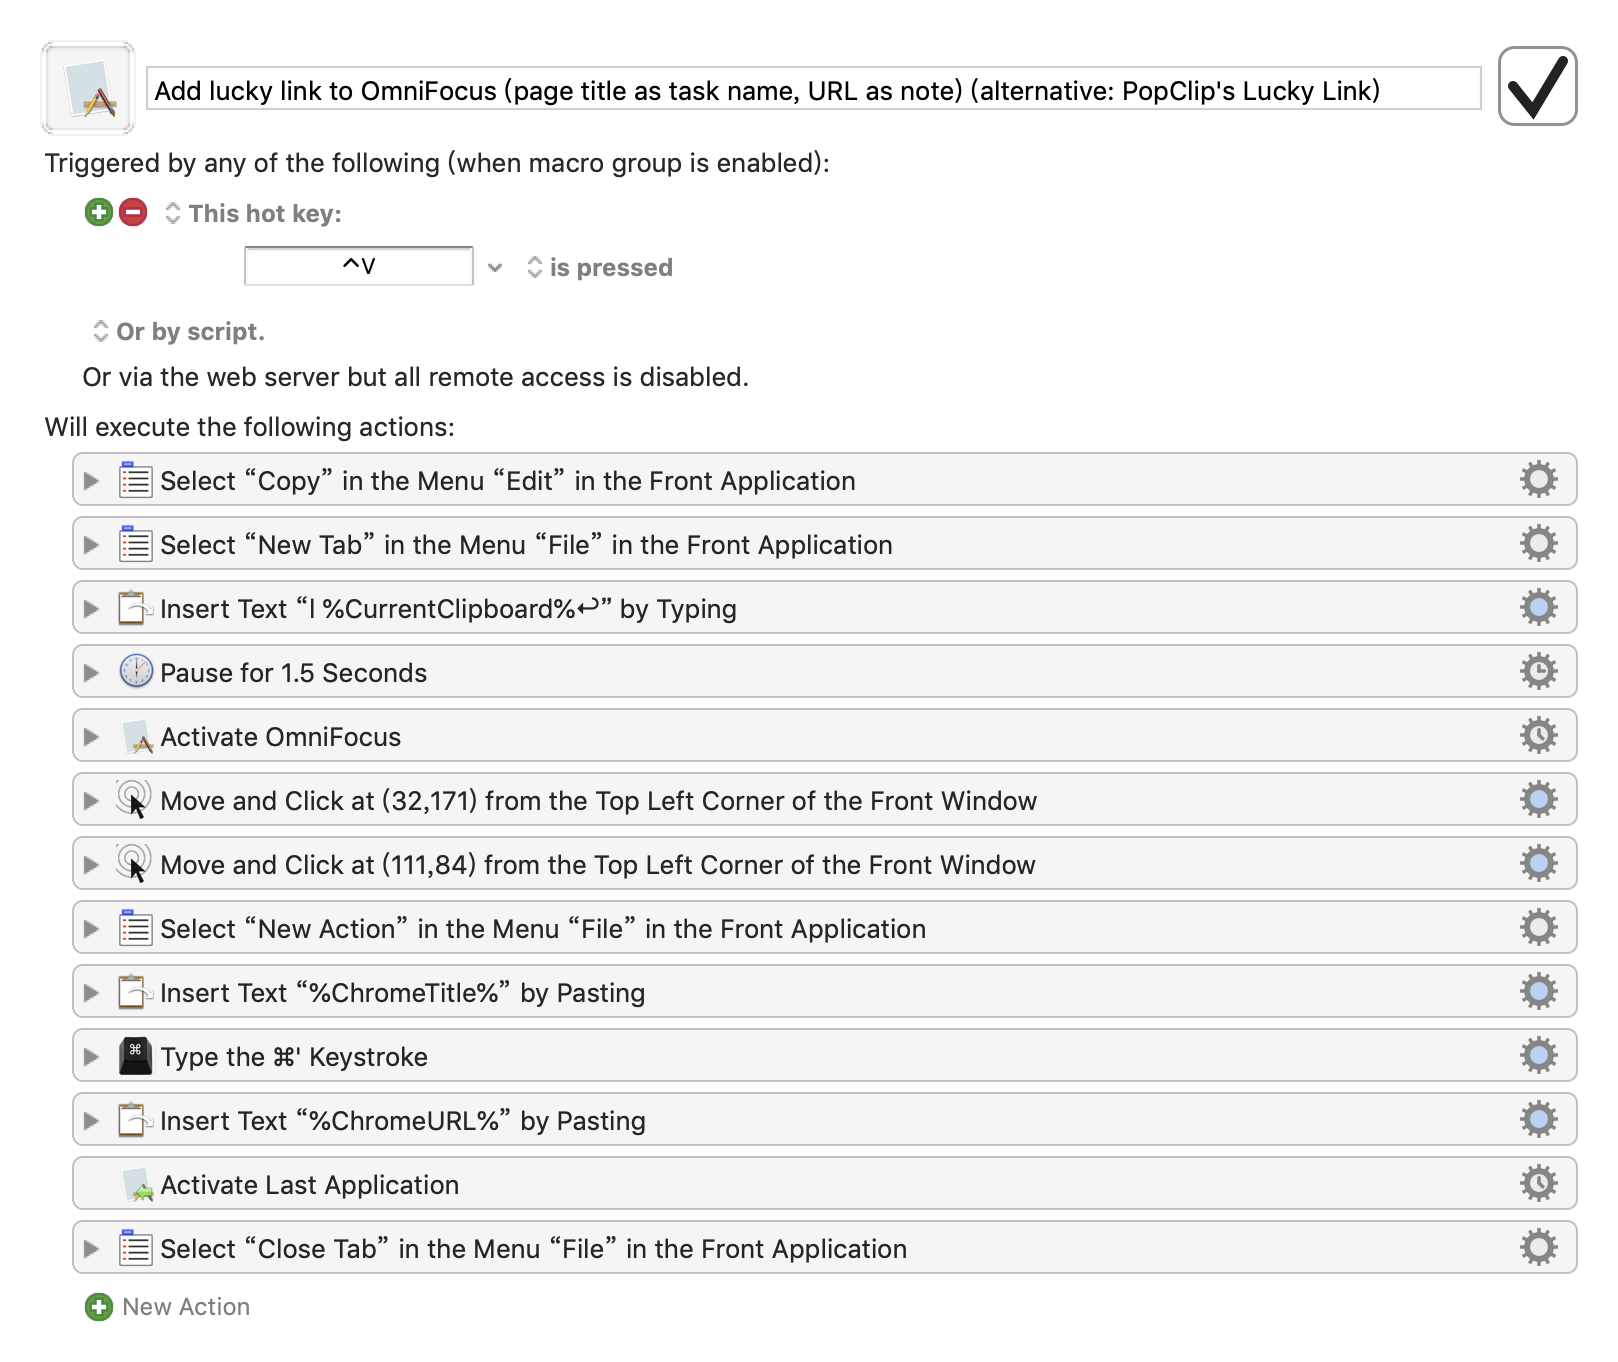 Add lucky link to OmniFocus (page title as task name, URL as note) (alternative: PopClip's Lucky Link)
Triggered by any of the following (when macro group is enabled):
This hot key:
^V
is pressed
Or by script.
Or via the web server but all remote access is disabled.
Will execute the following actions:
Select “Copy” in the Menu “Edit” in the Front Application
Select “New Tab” in the Menu “File” in the Front Application
Insert Text “l %CurrentClipboard%↩” by Typing
Pause for 1.5 Seconds
Activate OmniFocus
Move and Click at (32,171) from the Top Left Corner of the Front Window
Move and Click at (111,84) from the Top Left Corner of the Front Window
Select “New Action” in the Menu “File” in the Front Application
Insert Text “%ChromeTitle%” by Pasting
⌘
Type the ⌘' Keystroke
Insert Text “%ChromeURL%” by Pasting
Activate Last Application
Select “Close Tab” in the Menu “File” in the Front Application
New Action